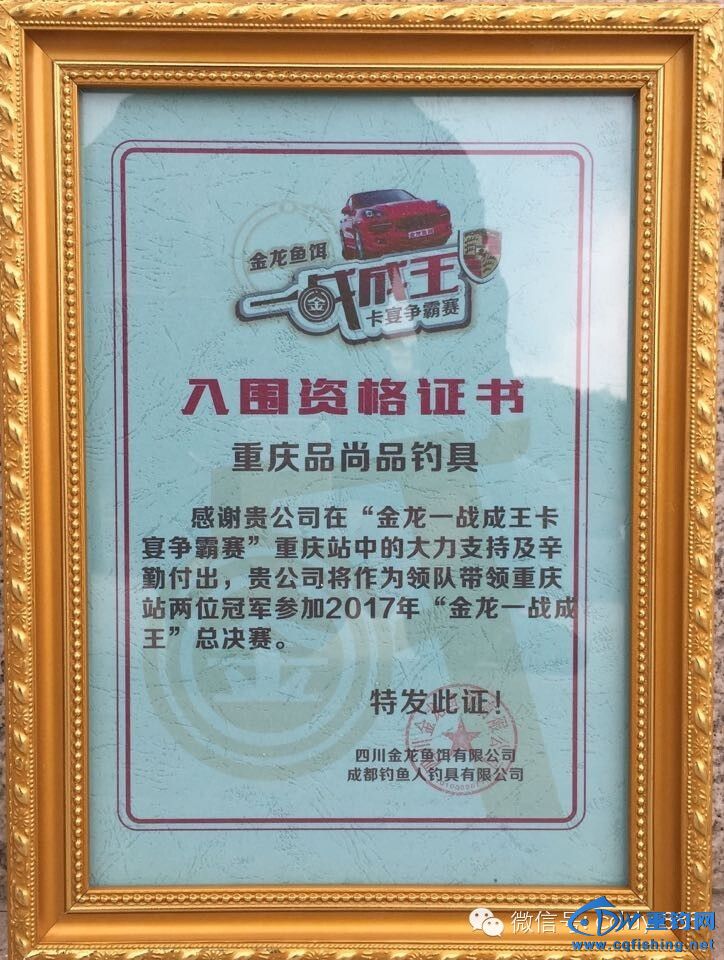 金龙鱼饵
一战成王
卡宴争霸赛
入围资格证书
重庆品尚品钓具
感谢贵公司在“金龙一战成王卡
宴争霸赛”重庆站中的大力支持及辛
勤付出，贵公司将作为领队带领重庆
站两位冠军参加2017年“金龙一战成
王”总决赛。
特发此证！
四川金龙鱼饵有限公司
成都钓鱼人钓具有限公司
微信号
重钓网
www.cqfishing.net